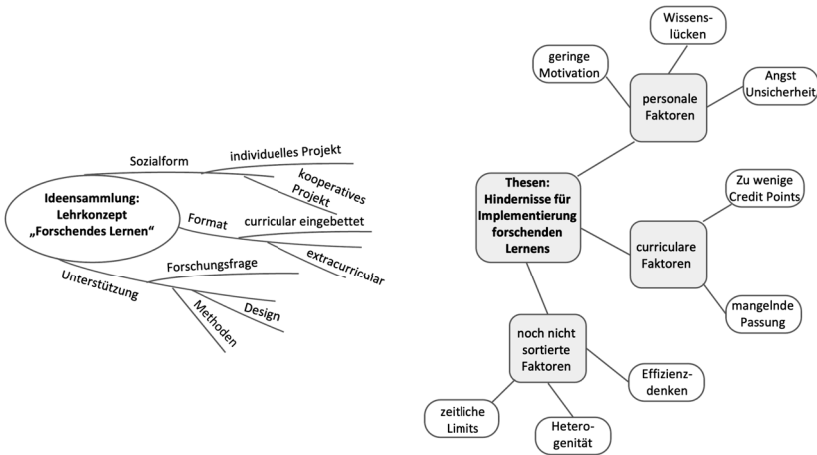 Ideensammlung:
Lehrkonzept
„Forschendes Lernen“
Sozialform
individuelles Projekt
kooperatives
Projekt
Format
curricular eingebettet
extracurricular
Unterstützung
Forschungsfrage
Design
Methoden
Thesen:
Hindernisse für
Implementierung
forschenden
Lernens
personale
Faktoren
geringe
Motivation
Wissens-
lücken
Angst
Unsicherheit
curriculare
Faktoren
Zu wenige
Credit Points
mangelnde
Passung
noch nicht
sortierte
Faktoren
Effizienz-
denken
Hetero-
genität
zeitliche
Limits